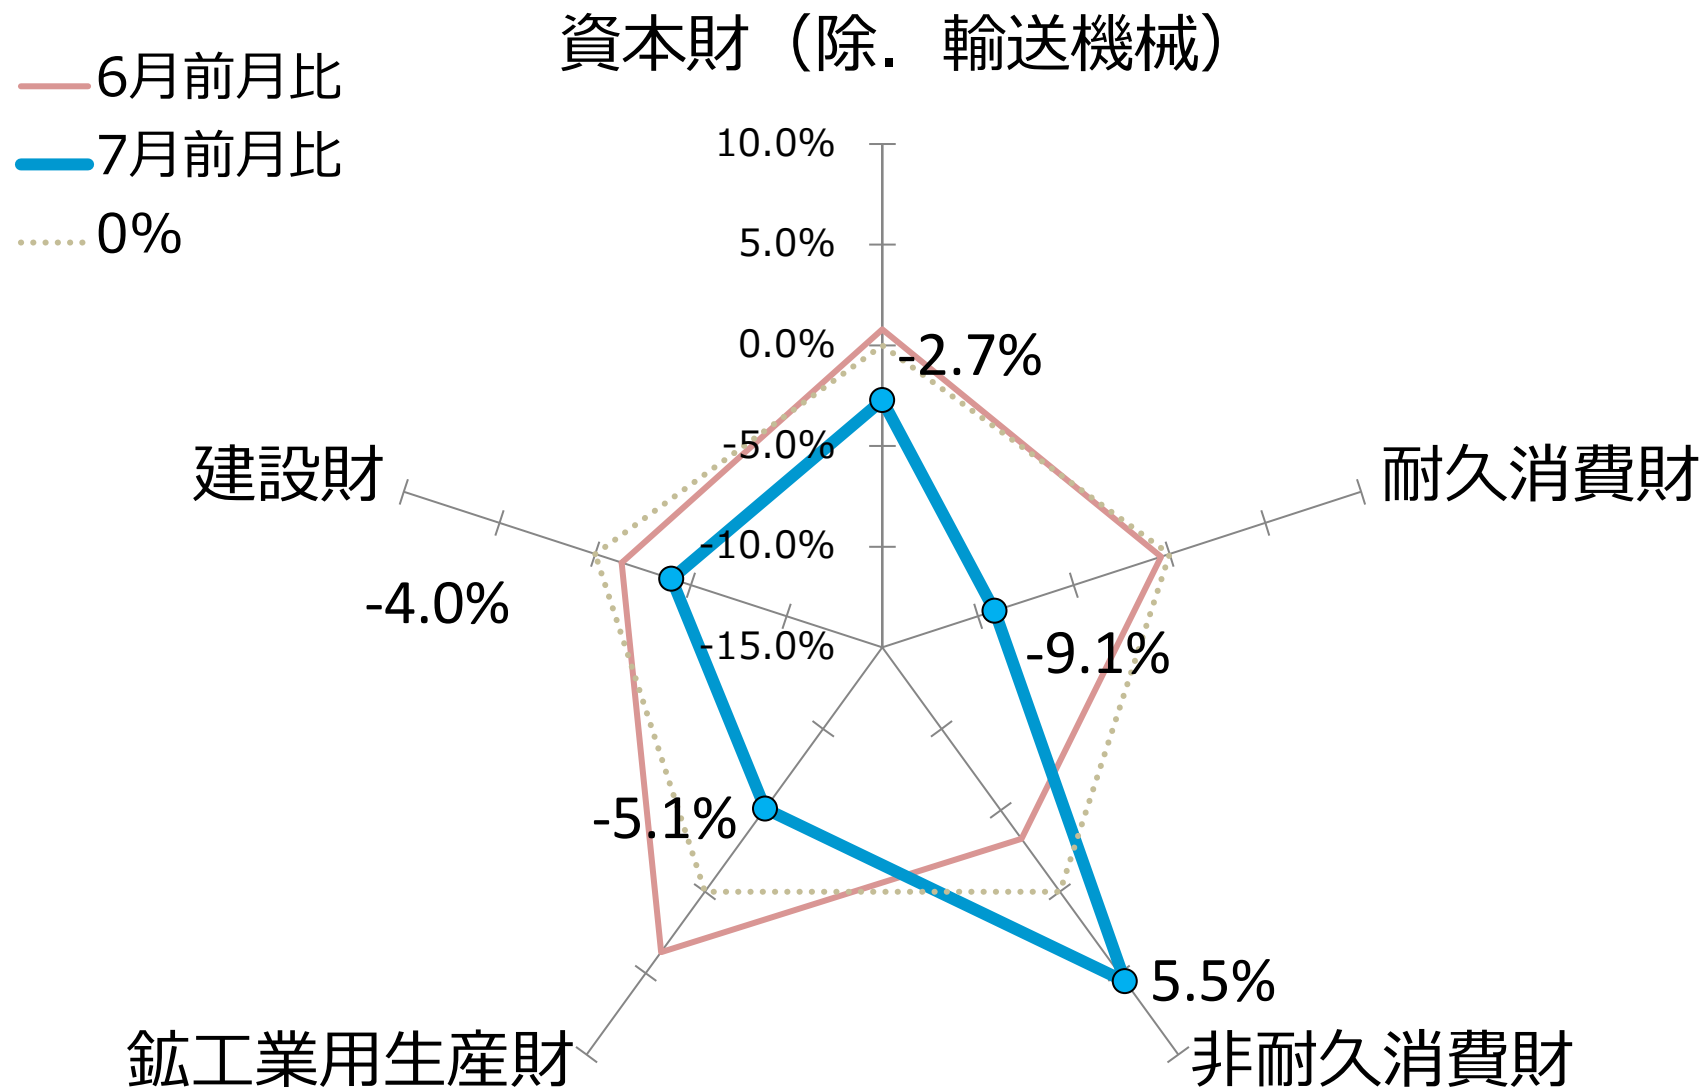 資本財（除．輸送機械）
6月前月比
7月前月比
0%
10.0%
5.0%
0.0%
-5.0%
-10.0%
-15.0%
-2.7%
耐久消費財
建設財
-4.0%
-9.1%
-5.1%
5.5%
鉱工業用生産財
非耐久消費財